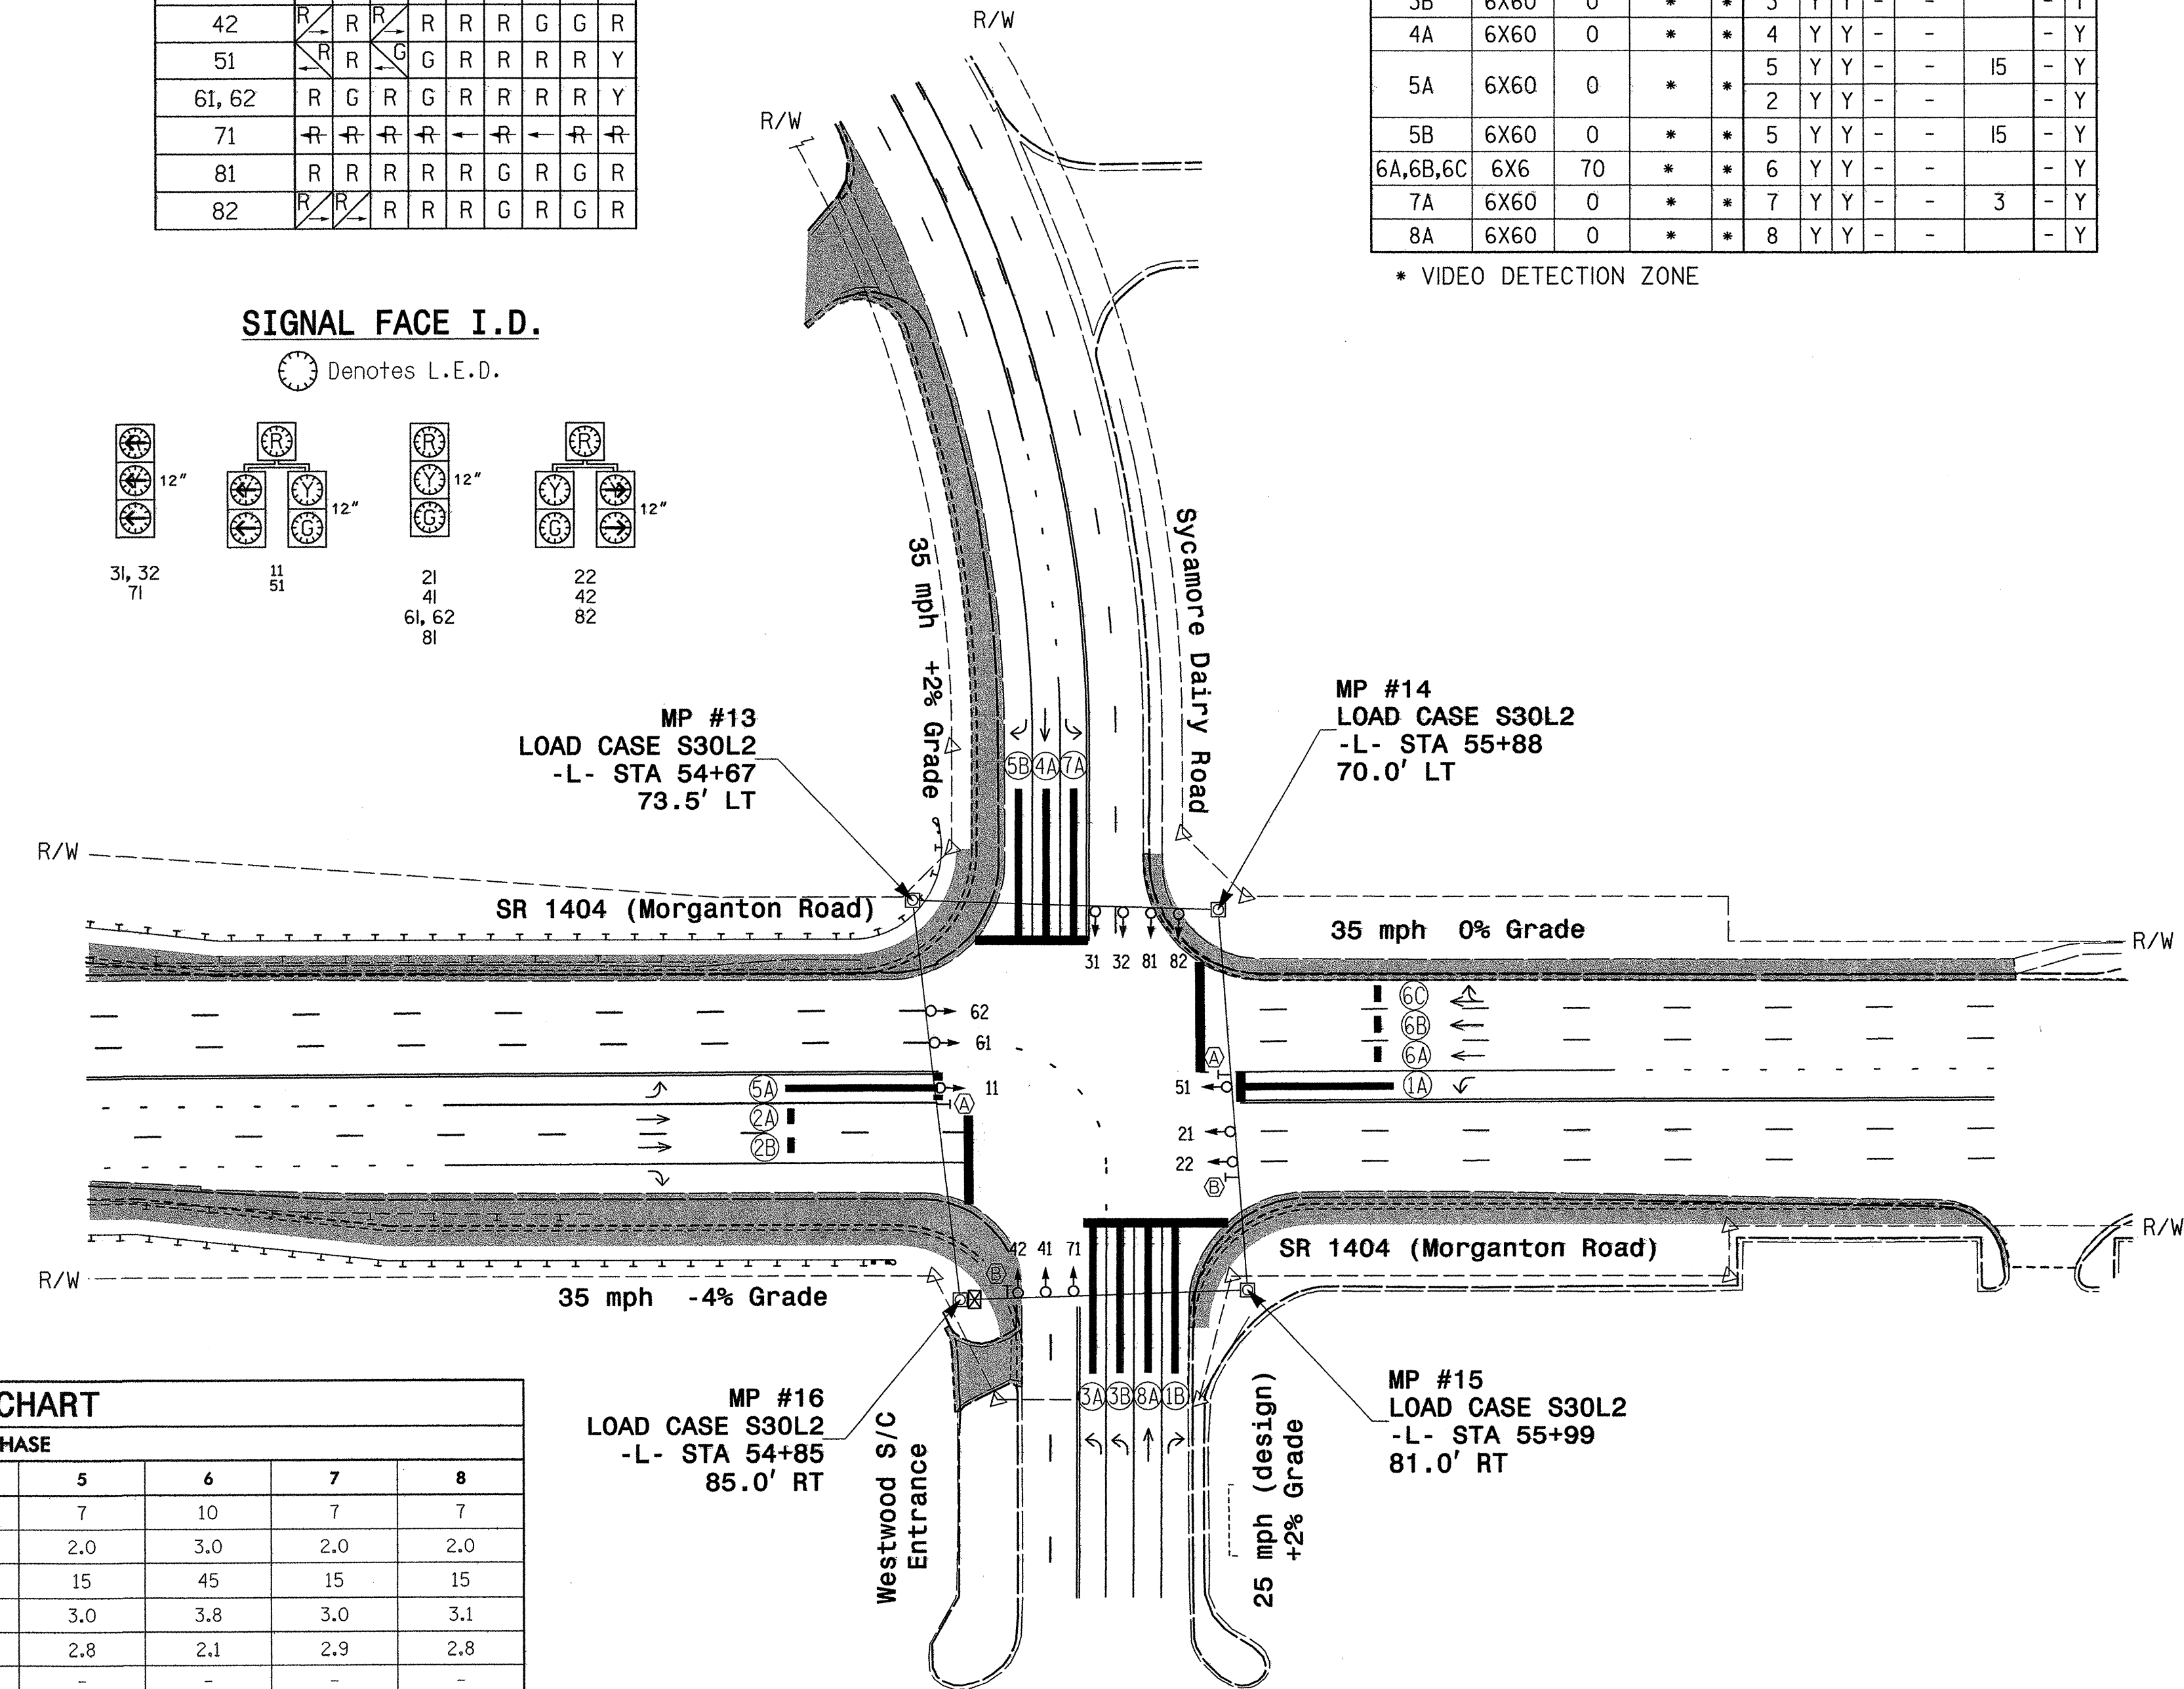 42 R R R R R R G G R
51 R R G G R R R R Y
61, 62 R G R G R R R R Y
71 R R R R R R R
81 R R R R R G R G R
82 R R R R R G R G R
SIGNAL FACE I.D.
Denotes L.E.D.
R R R R
Y Y Y
G G G
12" 12" 12" 12"
31, 32
71
11
51
21
41
61, 62
81
22
42
82
3B 6X60 0 * * 3 Y Y - - - Y
4A 6X60 0 * * 4 Y Y - - - Y
5A 6X60 0 * * 5 Y Y - - 15 - Y
2 Y Y - - - Y
5B 6X60 0 * * 5 Y Y - - 15 - Y
6A,6B,6C 6X6 70 * * 6 Y Y - - - Y
7A 6X60 0 * * 7 Y Y - - 3 - Y
8A 6X60 0 * * 8 Y Y - - - Y
* VIDEO DETECTION ZONE
R/W
R/W
35 mph +2% Grade
Sycamore Dairy Road
MP #13
LOAD CASE S30L2
-L- STA 54+67
73.5' LT
MP #14
LOAD CASE S30L2
-L- STA 55+88
70.0' LT
5B 4A 7A
R/W
SR 1404 (Morganton Road)
35 mph 0% Grade
R/W
31 32 81 82
62
61
11
6C
6B
6A
1A
A
51
5A
2A
2B
A
21
22
B
42 41 71
B
SR 1404 (Morganton Road)
R/W
R/W
35 mph -4% Grade
3A 3B 8A 1B
MP #16
LOAD CASE S30L2
-L- STA 54+85
85.0' RT
MP #15
LOAD CASE S30L2
-L- STA 55+99
81.0' RT
Westwood S/C
Entrance
25 mph (design)
+2% Grade
CHART
HASE
5 6 7 8
7 10 7 7
2.0 3.0 2.0 2.0
15 45 15 15
3.0 3.8 3.0 3.1
2.8 2.1 2.9 2.8
- - - -